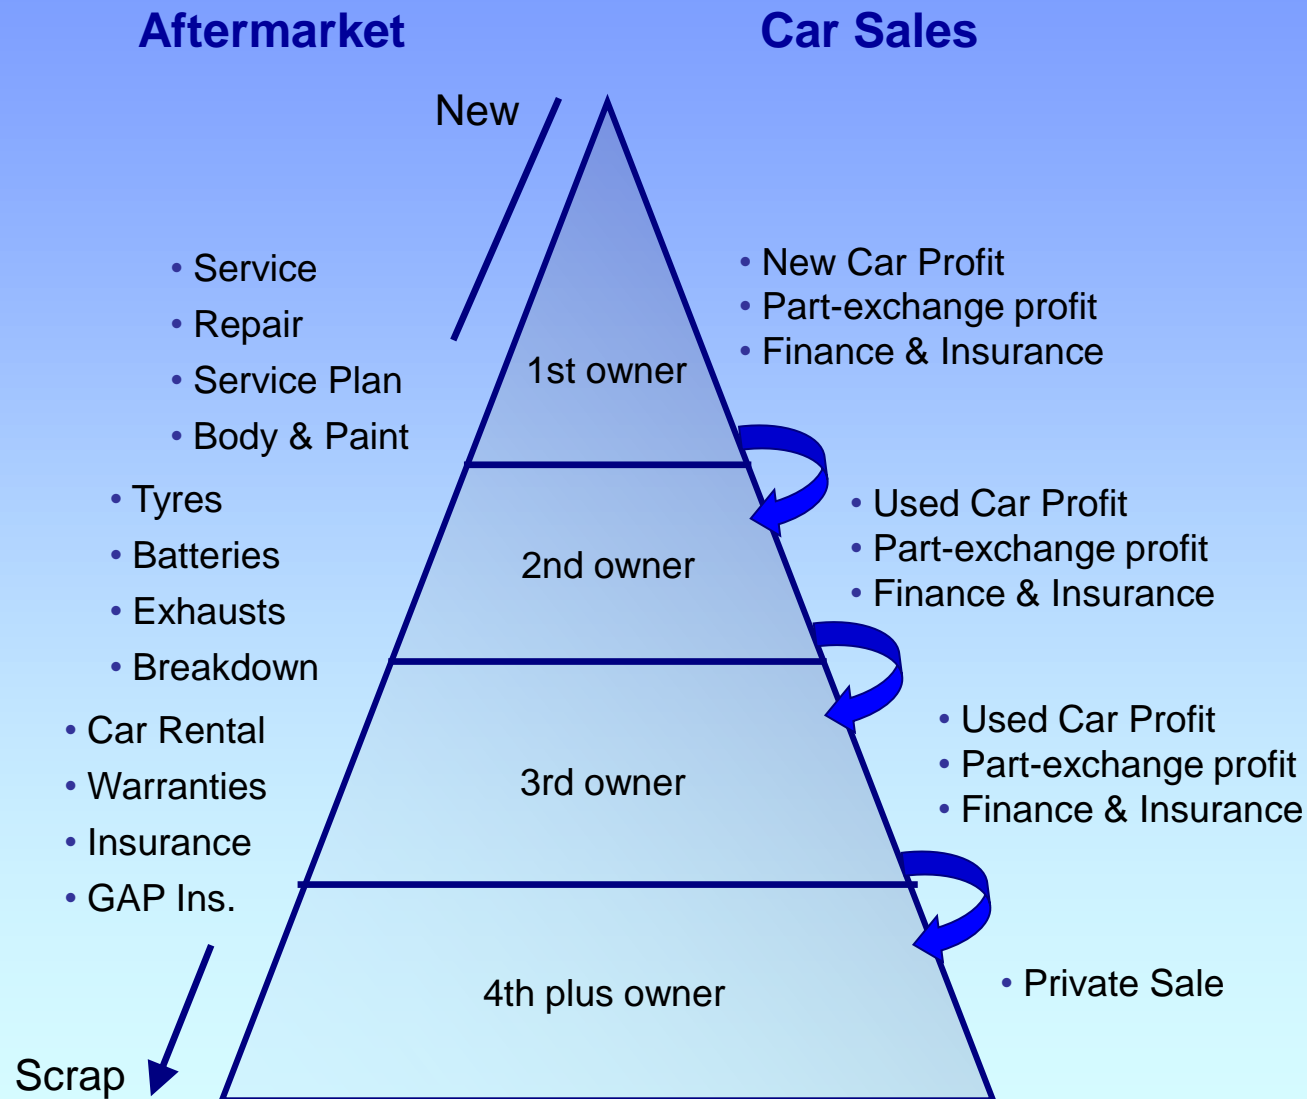 Aftermarket
Car Sales
New
• Service
• Repair
• Service Plan
• Body & Paint
• Tyres
• Batteries
• Exhausts
• Breakdown
• Car Rental
• Warranties
• Insurance
• GAP Ins.
Scrap
1st owner
2nd owner
3rd owner
4th plus owner
• New Car Profit
• Part-exchange profit
• Finance & Insurance
• Used Car Profit
• Part-exchange profit
• Finance & Insurance
• Used Car Profit
• Part-exchange profit
• Finance & Insurance
• Private Sale